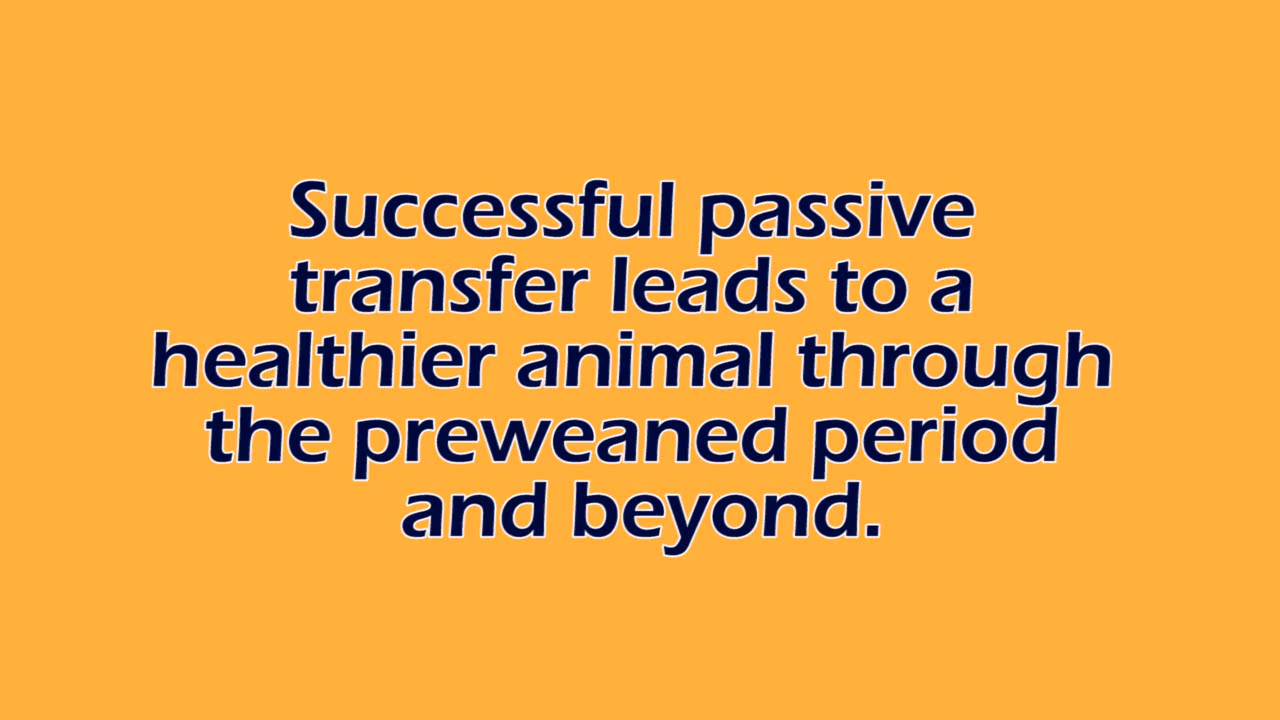 Successful passive
transfer leads to a
healthier animal through
the preweaned period
and beyond.